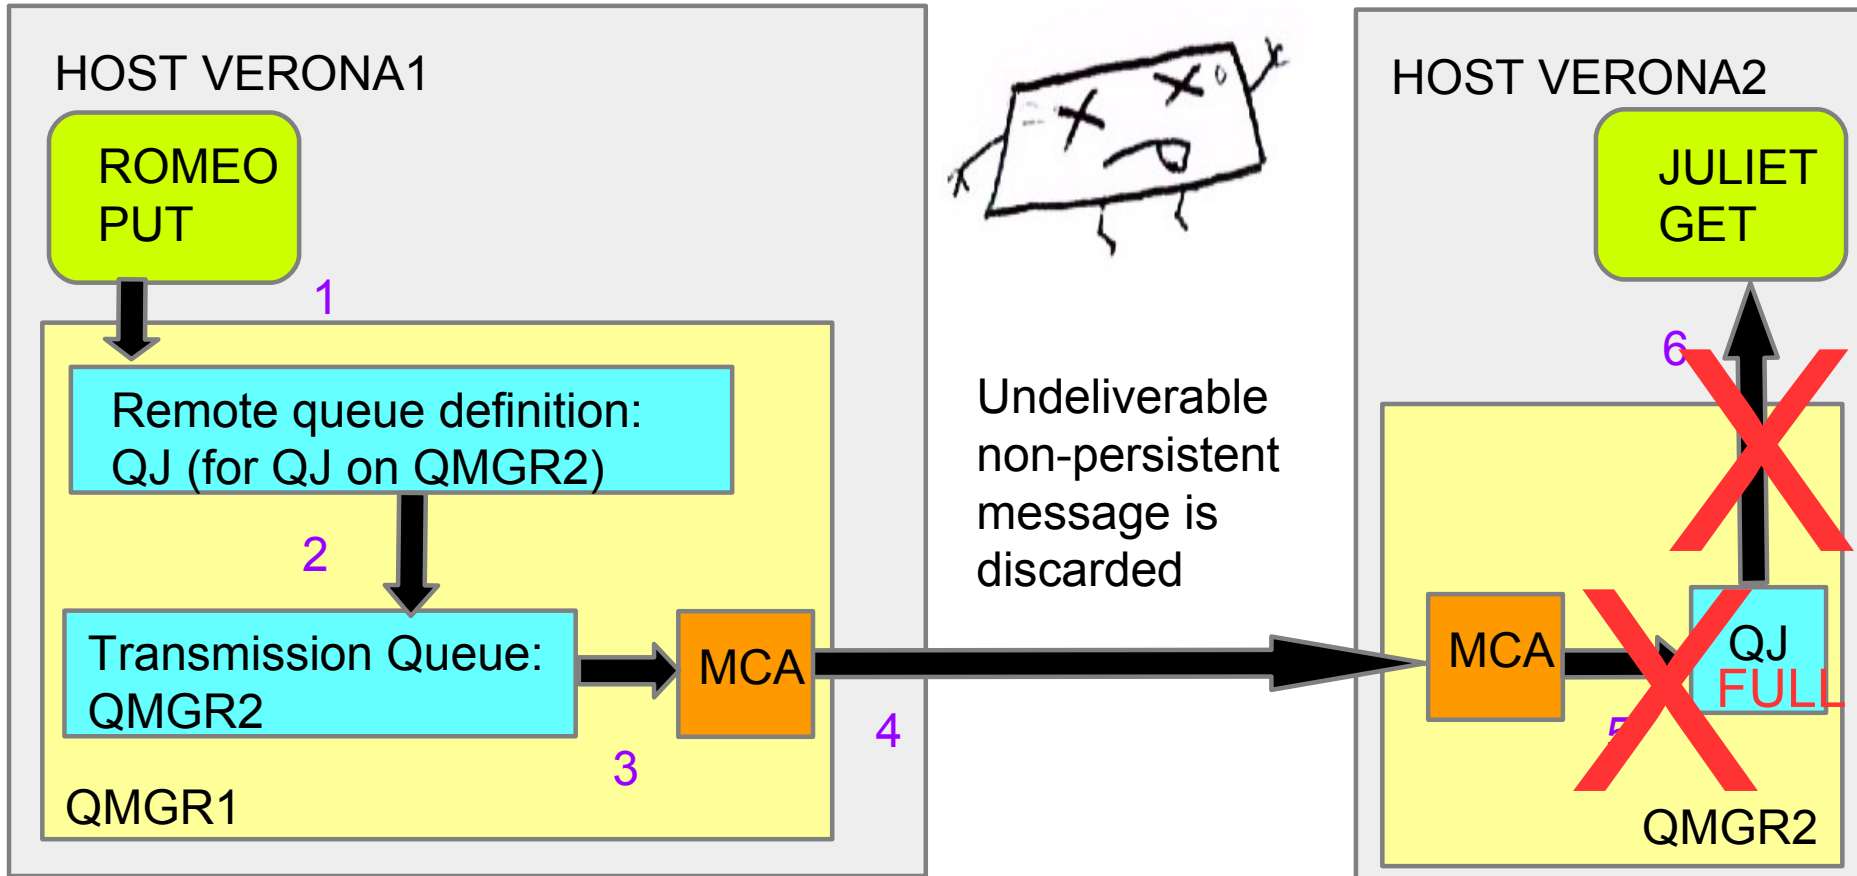 HOST VERONA1
ROMEO
PUT
1
Remote queue definition:
QJ (for QJ on QMGR2)
2
Transmission Queue:
QMGR2
3
MCA
4
QMGR1
Undeliverable
non-persistent
message is
discarded
HOST VERONA2
JULIET
GET
6
MCA
5
QJ
FULL
QMGR2